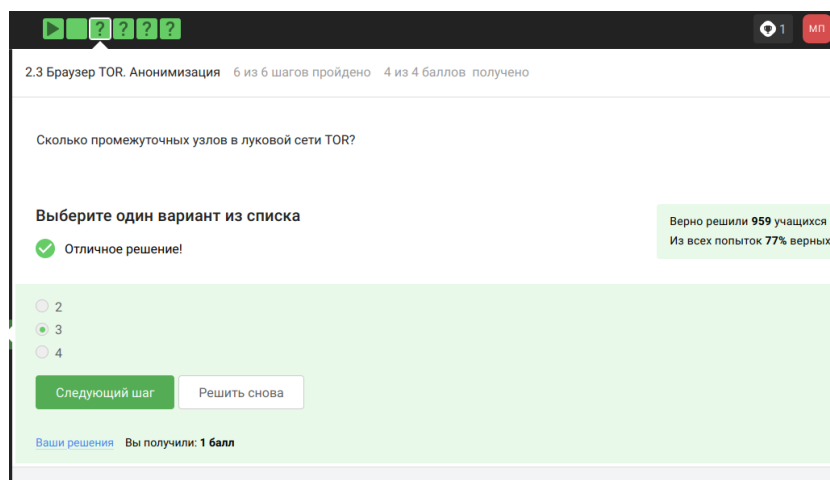 ? ? ? ?
1 МП
2.3 Браузер TOR. Анонимизация 6 из 6 шагов пройдено 4 из 4 баллов получено
Сколько промежуточных узлов в луковой сети TOR?
Выберите один вариант из списка
Верно решили 959 учащихся
Отличное решение!
Из всех попыток 77% верных
2
3
4
Следующий шаг Решить снова
Ваши решения Вы получили: 1 балл